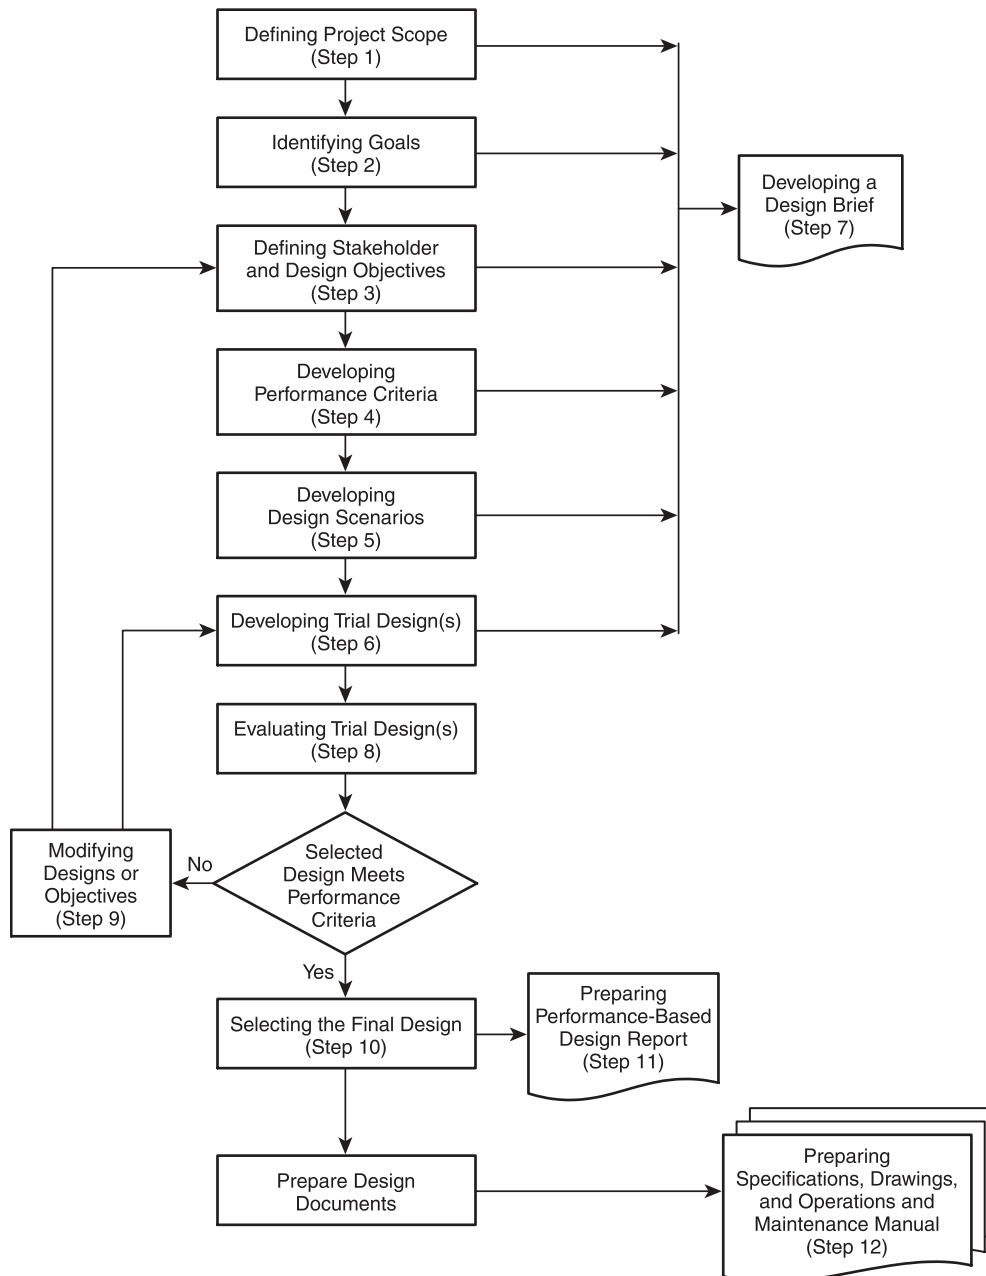 Defining Project Scope
(Step 1)
Identifying Goals
(Step 2)
Developing a
Design Brief
(Step 7)
Defining Stakeholder
and Design Objectives
(Step 3)
Developing
Performance Criteria
(Step 4)
Developing
Design Scenarios
(Step 5)
Developing Trial Design(s)
(Step 6)
Evaluating Trial Design(s)
(Step 8)
Selected
Design Meets
Performance
Criteria
No
Modifying
Designs or
Objectives
(Step 9)
Yes
Selecting the Final Design
(Step 10)
Preparing
Performance-Based
Design Report
(Step 11)
Prepare Design
Documents
Preparing
Specifications, Drawings,
and Operations and
Maintenance Manual
(Step 12)